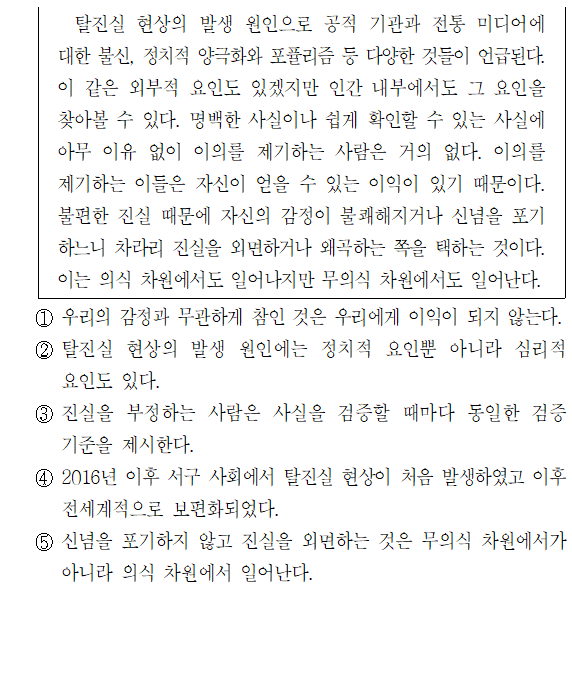 탈진실 현상의 발생 원인으로 공적 기관과 전통 미디어에
대한 불신, 정치적 양극화와 포퓰리즘 등 다양한 것들이 언급된다.
이 같은 외부적 요인도 있겠지만 인간 내부에서도 그 요인을
찾아볼 수 있다. 명백한 사실이나 쉽게 확인할 수 있는 사실에
아무 이유 없이 이의를 제기하는 사람은 거의 없다. 이의를
제기하는 이들은 자신이 얻을 수 있는 이익이 있기 때문이다.
불편한 진실 때문에 자신의 감정이 불쾌해지거나 신념을 포기
하느니 차라리 진실을 외면하거나 왜곡하는 쪽을 택하는 것이다.
이는 의식 차원에서도 일어나지만 무의식 차원에서도 일어난다.
① 우리의 감정과 무관하게 참인 것은 우리에게 이익이 되지 않는다.
② 탈진실 현상의 발생 원인에는 정치적 요인뿐 아니라 심리적
요인도 있다.
③ 진실을 부정하는 사람은 사실을 검증할 때마다 동일한 검증
기준을 제시한다.
④ 2016년 이후 서구 사회에서 탈진실 현상이 처음 발생하였고 이후
전세계적으로 보편화되었다.
⑤ 신념을 포기하지 않고 진실을 외면하는 것은 무의식 차원에서가
아니라 의식 차원에서 일어난다.